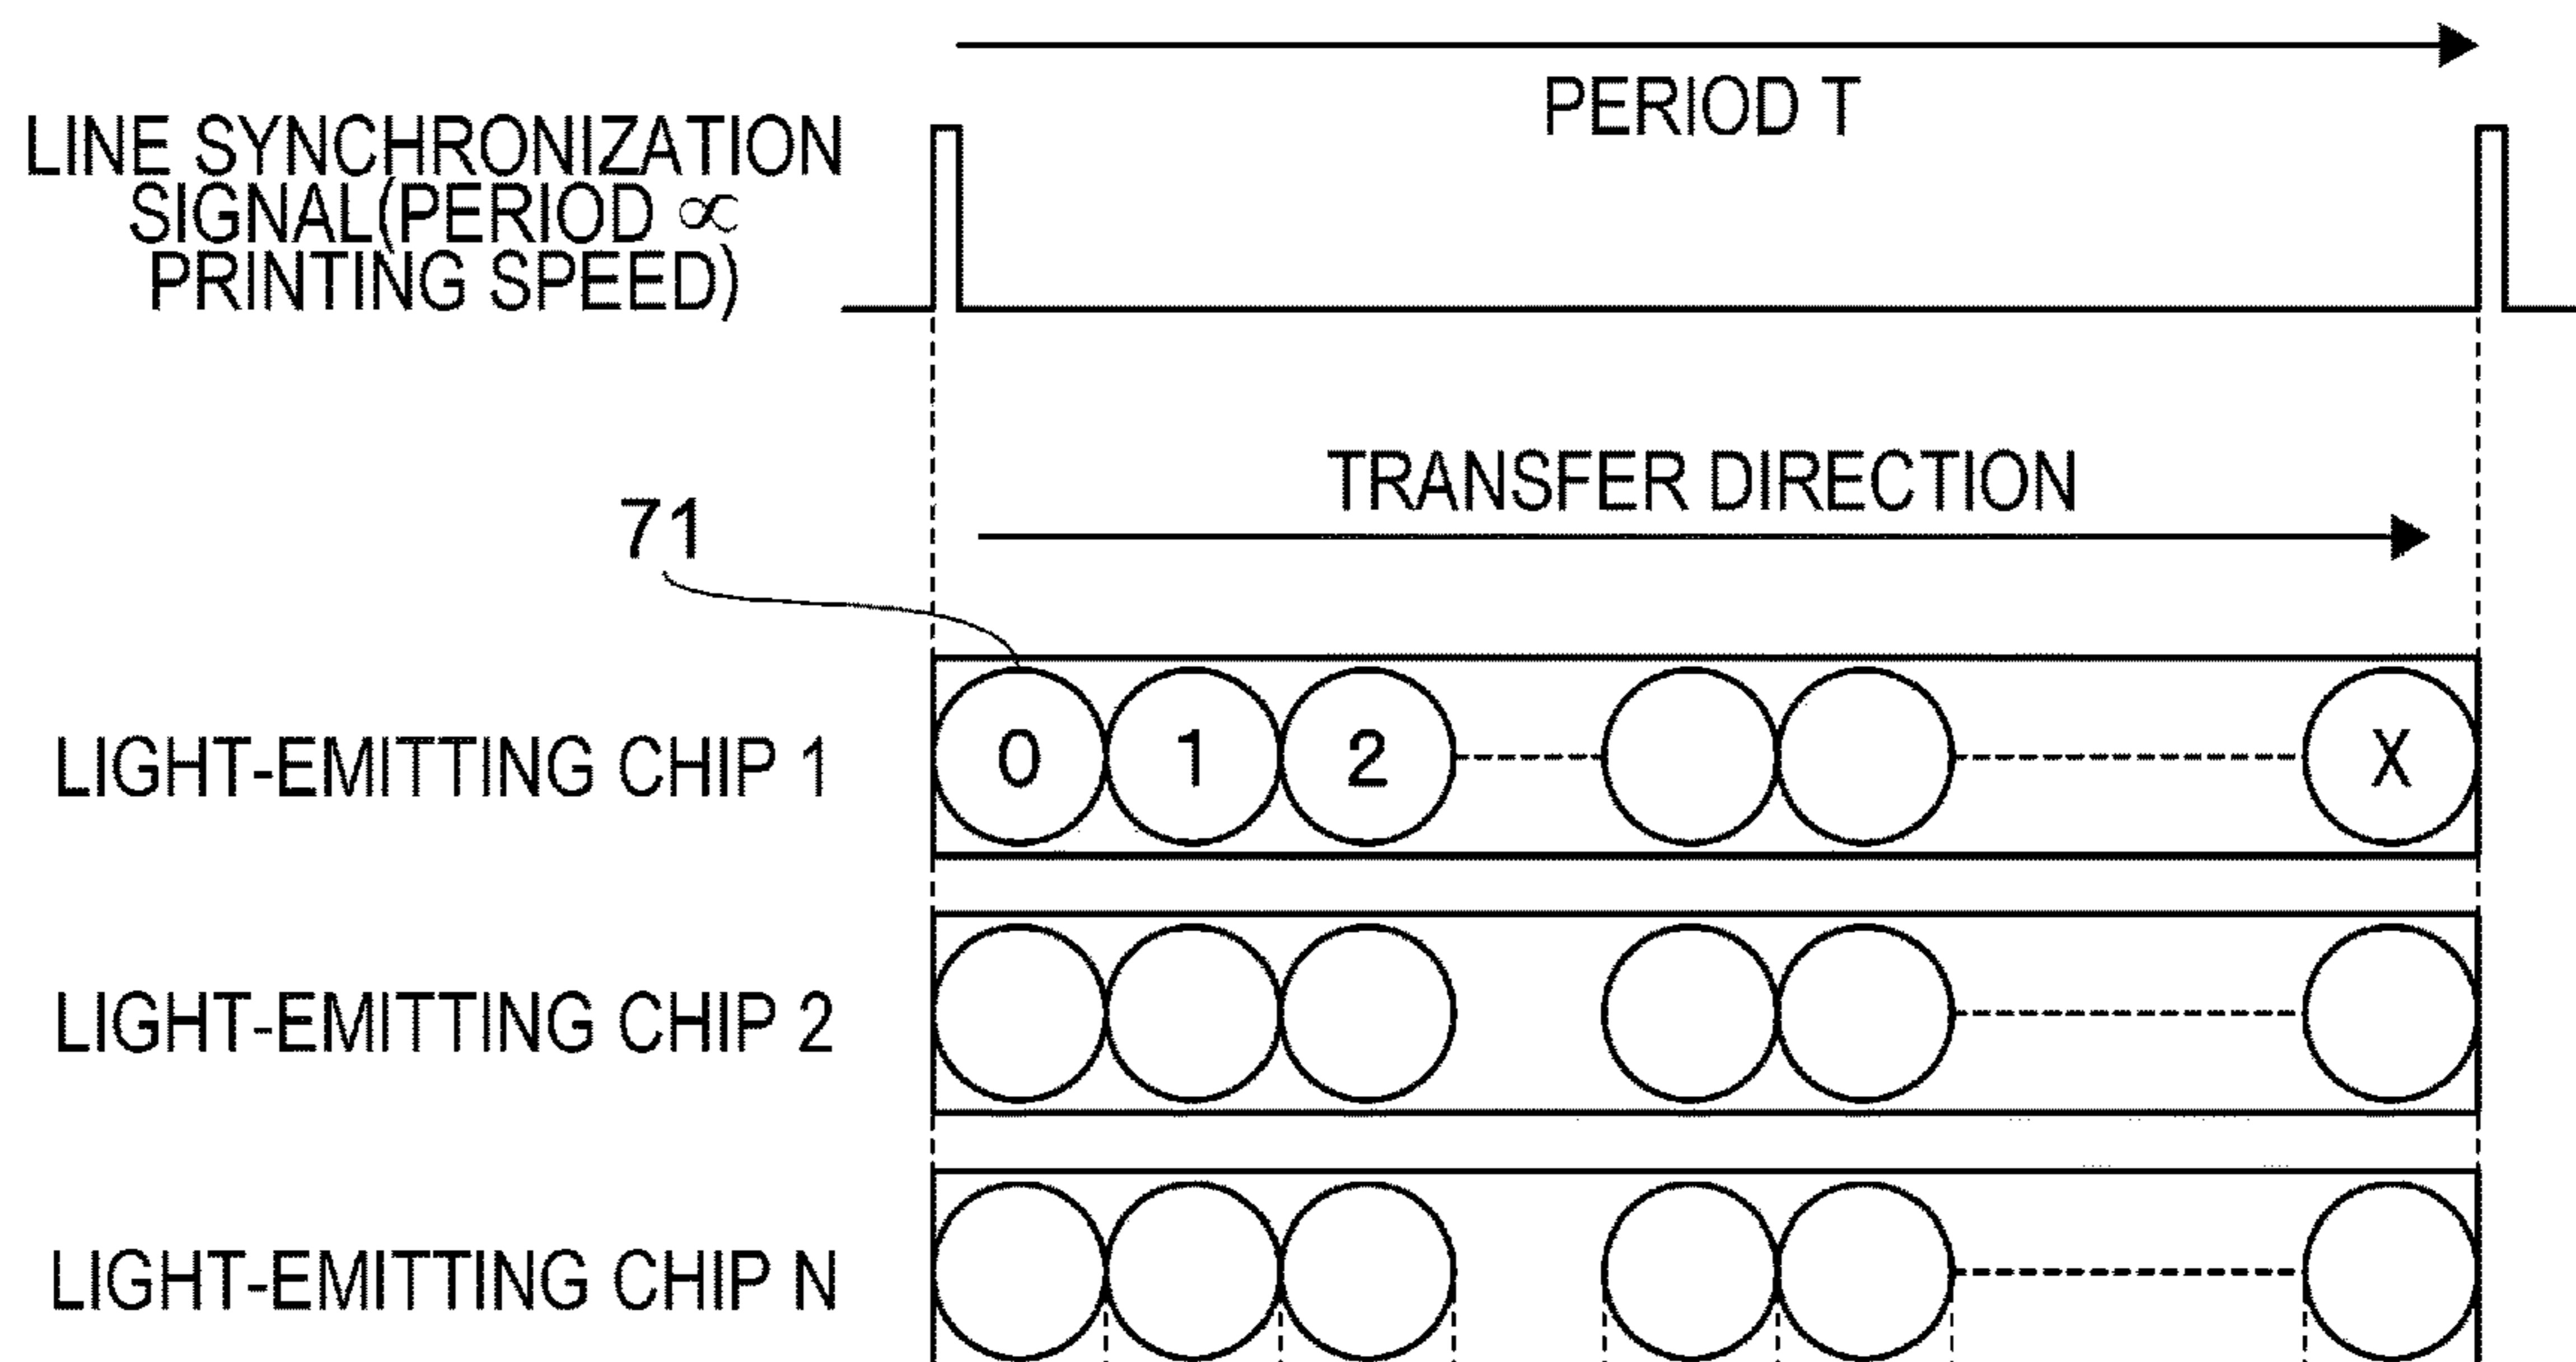 PERIOD T
LINE SYNCHRONIZATION
SIGNAL(PERIOD ∝
PRINTING SPEED)
TRANSFER DIRECTION
71
LIGHT-EMITTING CHIP 1
0 1 2 X
LIGHT-EMITTING CHIP 2
LIGHT-EMITTING CHIP N